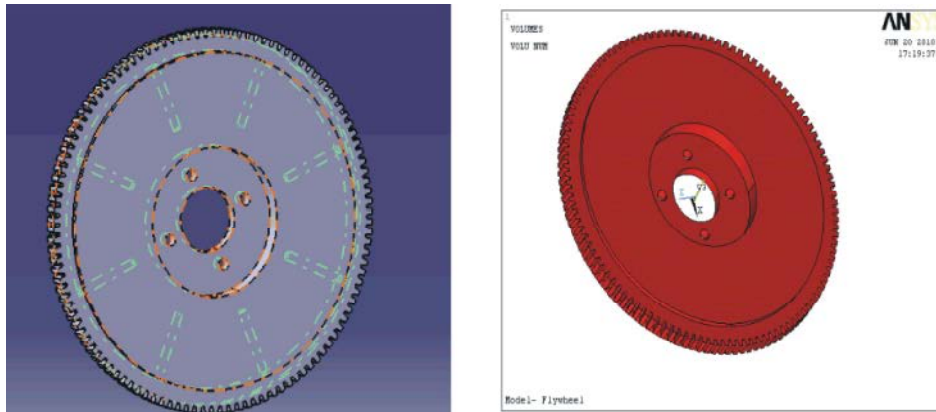 1
VOLUMES
VOLU NUM
ANSYS
JUN 20 2010
17:19:37
Y
Z
X
Model- Flywheel